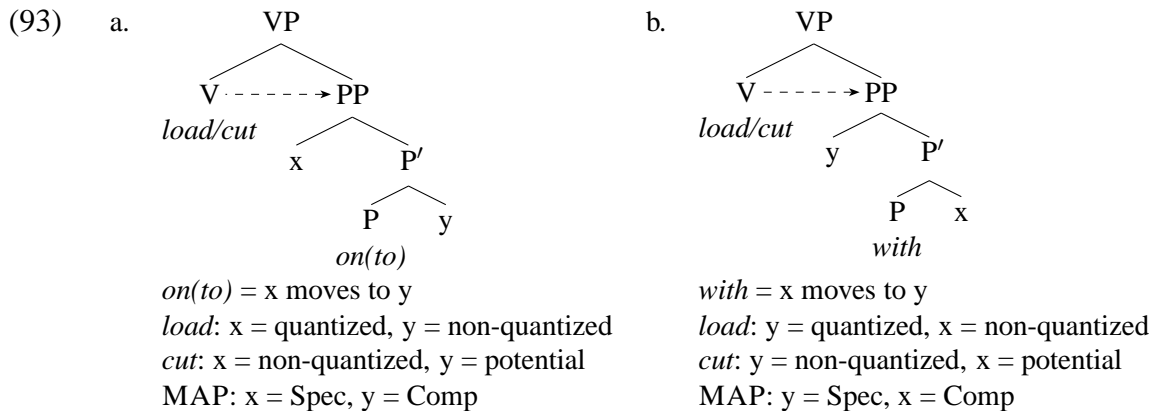 (93) a. VP b. VP
V PP V PP
load/cut load/cut
x P′ y P′
P y P x
on(to) with
on(to) = x moves to y with = x moves to y
load: x = quantized, y = non-quantized load: y = quantized, x = non-quantized
cut: x = non-quantized, y = potential cut: y = non-quantized, x = potential
MAP: x = Spec, y = Comp MAP: y = Spec, x = Comp